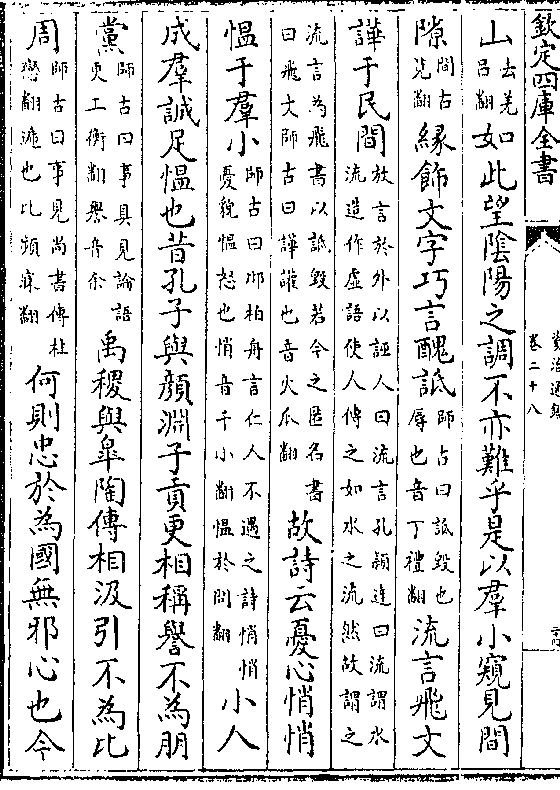 欽定四庫全書
資治通鑑
卷二十八
山去羌呂翻如此望陰陽之調不亦難乎是以羣小窺見間
隙間古莧翻縁飾文字巧言醜詆師古曰詆毀也辱也音丁禮翻流言飛文
譁于民間放言於外以誣人曰流言孔穎達曰流謂水流造作虛語使人傳之如水之流然故謂之
流言為飛書以詆毀若今之匿名書曰飛文師古曰譁讙也音火瓜翻故詩云憂心悄悄
愠于羣小師古曰邶柏舟言仁人不遇之詩悄悄憂貌愠怒也悄音千小翻愠於問翻小人
成羣誠足愠也昔孔子與顔淵子貢更相稱譽不為朋
黨師古曰事具見論語更工衡翻譽音余禹稷與皐陶傳相汲引不為比
周師古曰事見尚書傳柱戀翻遞也比頻寐翻何則忠於為國無邪心也今